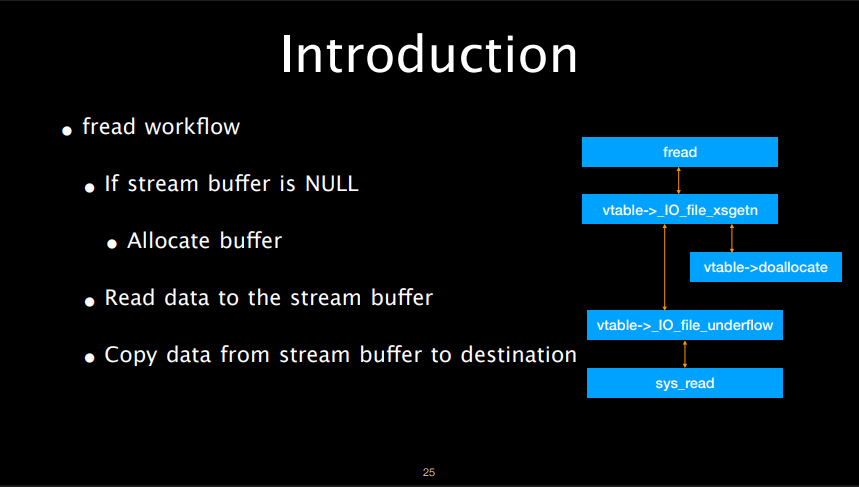 Introduction
fread workflow
If stream buffer is NULL
Allocate buffer
Read data to the stream buffer
Copy data from stream buffer to destination
fread
vtable->_IO_file_xsgetn
vtable->doallocate
vtable->_IO_file_underflow
sys_read
25